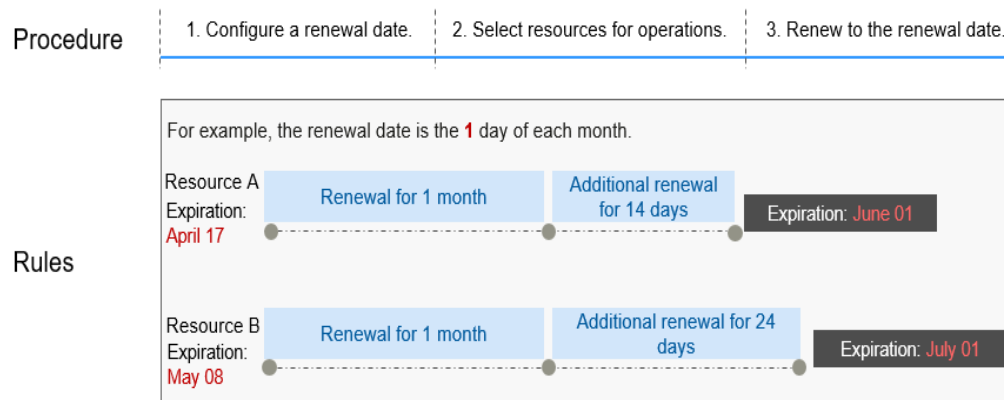 Procedure
1. Configure a renewal date.
2. Select resources for operations.
3. Renew to the renewal date.
For example, the renewal date is the 1 day of each month.
Rules
Resource A
Expiration:
April 17
Renewal for 1 month
Additional renewal
for 14 days
Expiration: June 01
Resource B
Expiration:
May 08
Renewal for 1 month
Additional renewal for 24
days
Expiration: July 01